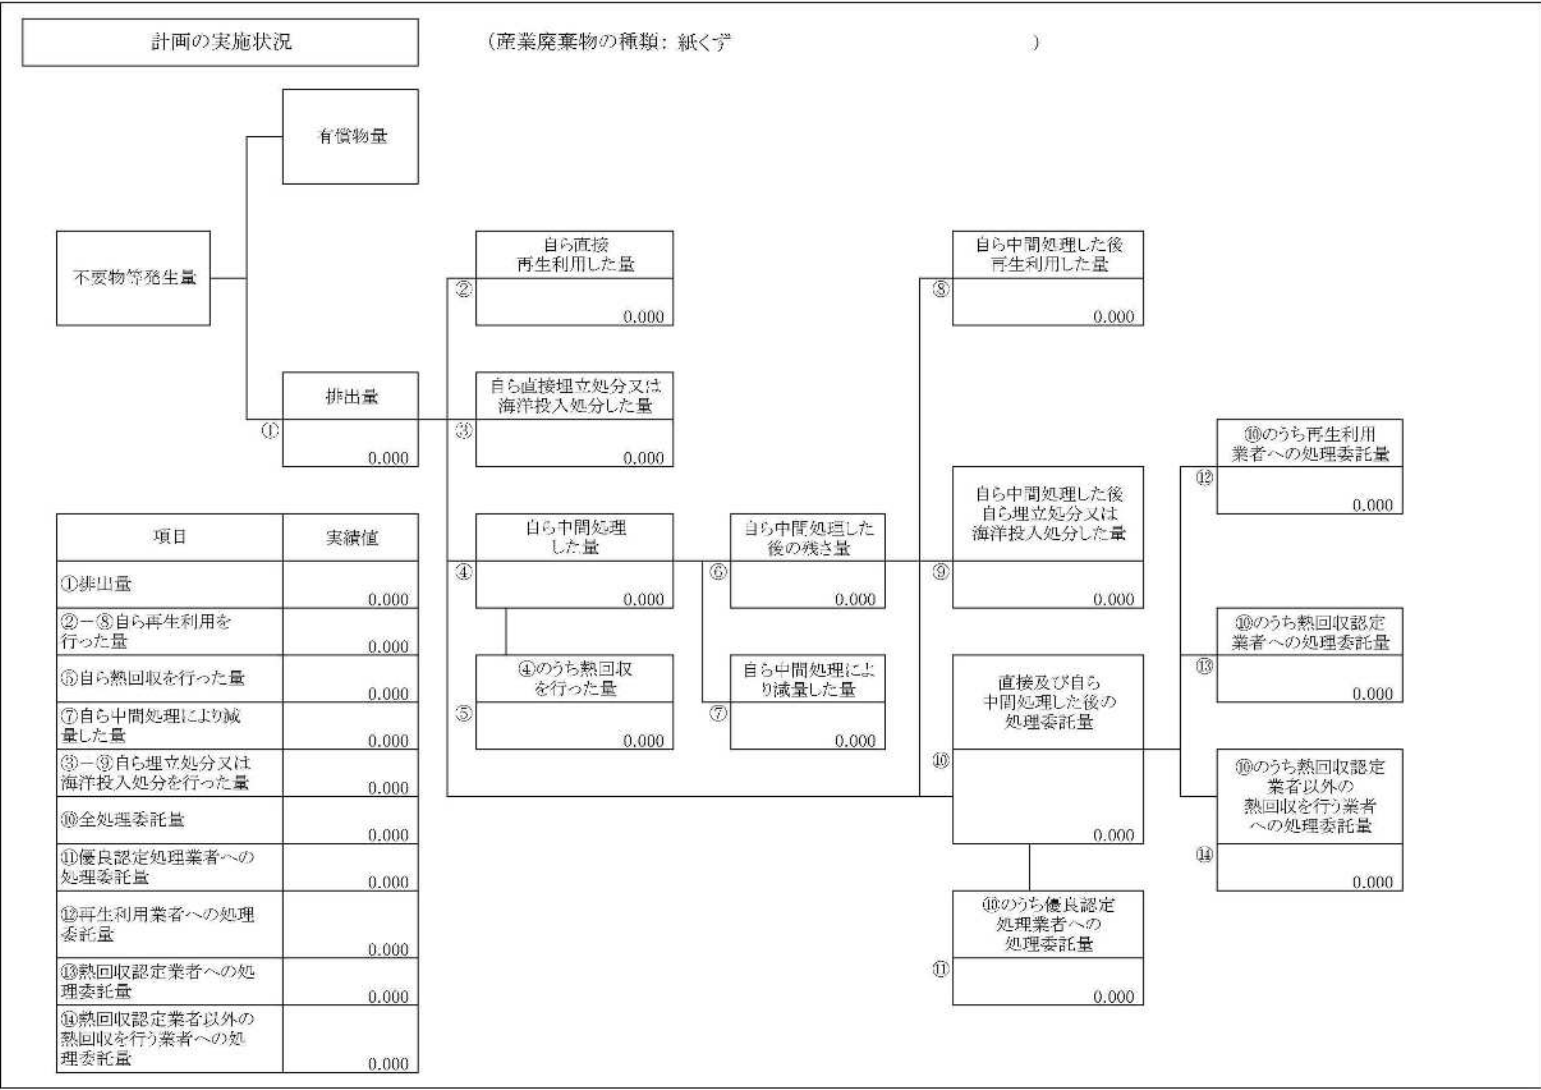 計画の実施状況
(産業廃棄物の種類: 紙くず )
有償物量
不要物等発生量
自ら直接
再生利用した量
②
0.000
自ら中間処理した後
再生利用した量
⑧
0.000
排出量
①
0.000
自ら直接埋立処分又は
海洋投入処分した量
③
0.000
⑩のうち再生利用
業者への処理委託量
⑫
0.000
自ら中間処理
した量
④
0.000
自ら中間処理した
後の残さ量
⑥
0.000
自ら中間処理した後
自ら埋立処分又は
海洋投入処分した量
⑨
0.000
⑩のうち熱回収認定
業者への処理委託量
⑬
0.000
④のうち熱回収
を行った量
⑤
0.000
自ら中間処理によ
り減量した量
⑦
0.000
直接及び自ら
中間処理した後の
処理委託量
⑩
0.000
⑩のうち熱回収認定
業者以外の
熱回収を行う業者
への処理委託量
⑭
0.000
⑩のうち優良認定
処理業者への
処理委託量
⑪
0.000
項目 実績値
①排出量
0.000
②－⑧自ら再生利用を
行った量
0.000
⑤自ら熱回収を行った量
0.000
⑦自ら中間処理により減
量した量
0.000
③－⑨自ら埋立処分又は
海洋投入処分を行った量
0.000
⑩全処理委託量
0.000
⑪優良認定処理業者への
処理委託量
0.000
⑫再生利用業者への処理
委託量
0.000
⑬熱回収認定業者への処
理委託量
0.000
⑭熱回収認定業者以外の
熱回収を行う業者への処
理委託量
0.000